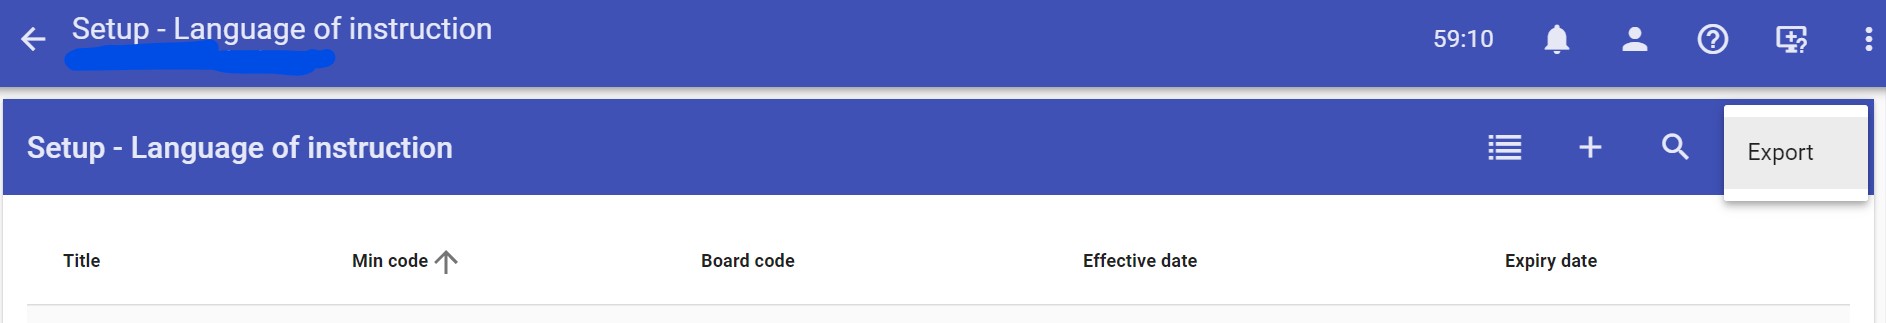 Setup - Language of instruction
59:10
Setup - Language of instruction
Export
Title Min code Board code Effective date Expiry date